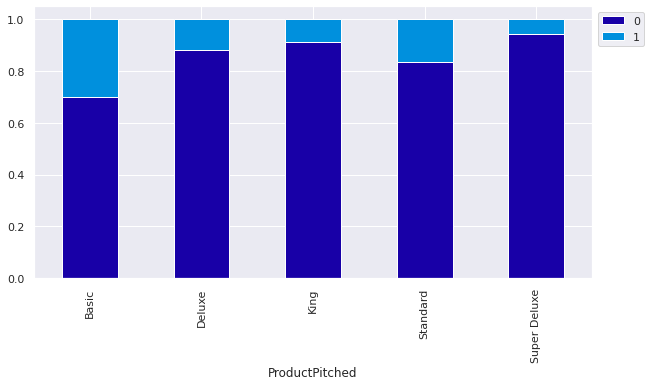 1.0
0.8
0.6
0.4
0.2
0.0
0
1
Basic
Deluxe
King
Standard
Super Deluxe
ProductPitched